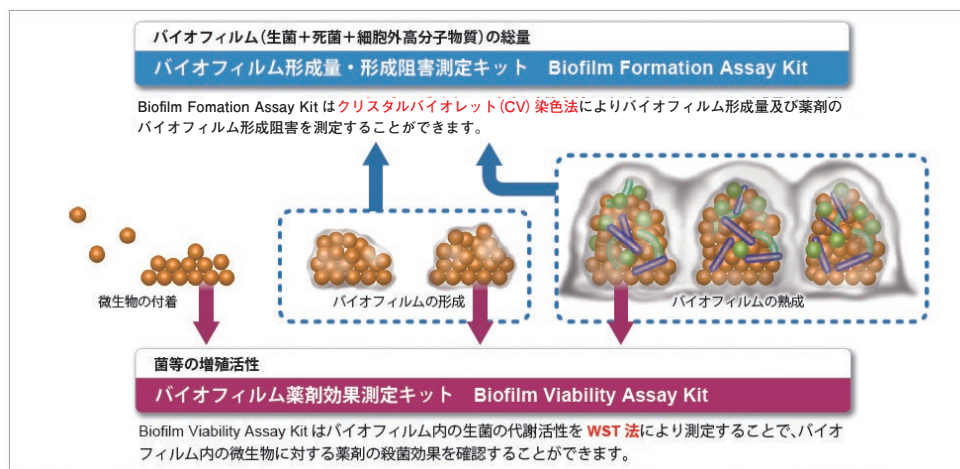 バイオフィルム（生菌＋死菌＋細胞外高分子物質）の総量
バイオフィルム形成量・形成阻害測定キット Biofilm Formation Assay Kit
Biofilm Fomation Assay Kit はクリスタルバイオレット（CV）染色法によりバイオフィルム形成量及び薬剤の
バイオフィルム形成阻害を測定することができます。
微生物の付着
バイオフィルムの形成
バイオフィルムの熟成
菌等の増殖活性
バイオフィルム薬剤効果測定キット Biofilm Viability Assay Kit
Biofilm Viability Assay Kit はバイオフィルム内の生菌の代謝活性を WST 法により測定することで、バイオ
フィルム内の微生物に対する薬剤の殺菌効果を確認することができます。